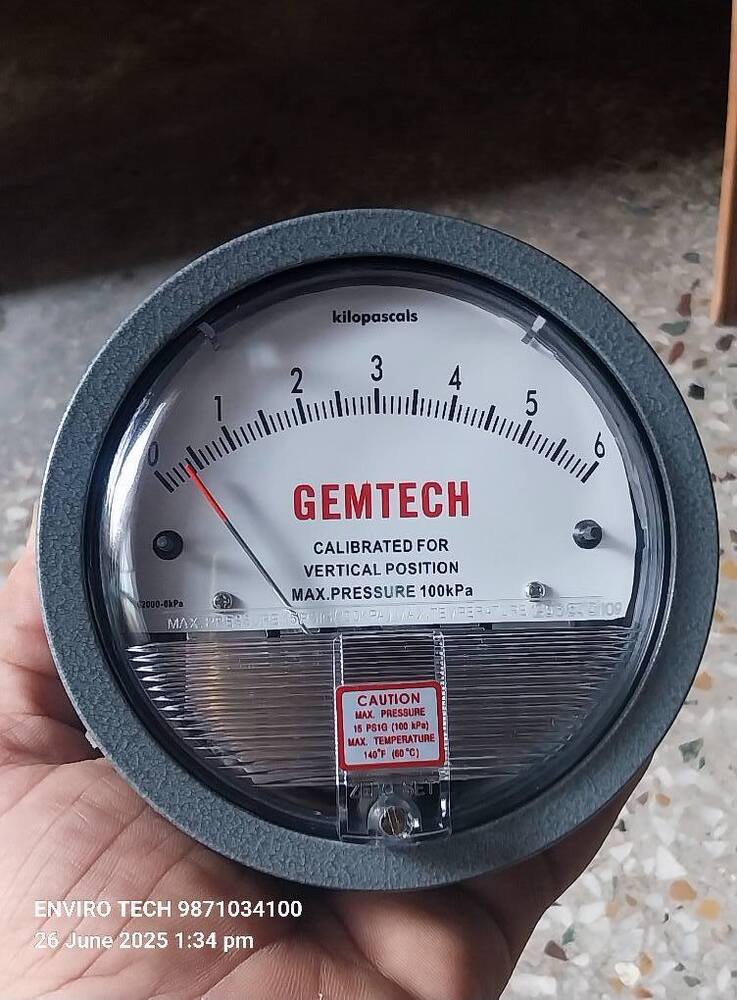 kilopascals
0 1 2 3 4 5 6
GEMTECH
CALIBRATED FOR
VERTICAL POSITION
MAX.PRESSURE 100kPa
2000-6kPa
CAUTION
MAX. PRESSURE
15 PSIG (100 kPa)
MAX. TEMPERATURE
140°F (60°C)
ZERO SET
ENVIRO TECH 9871034100
26 June 2025 1:34 pm